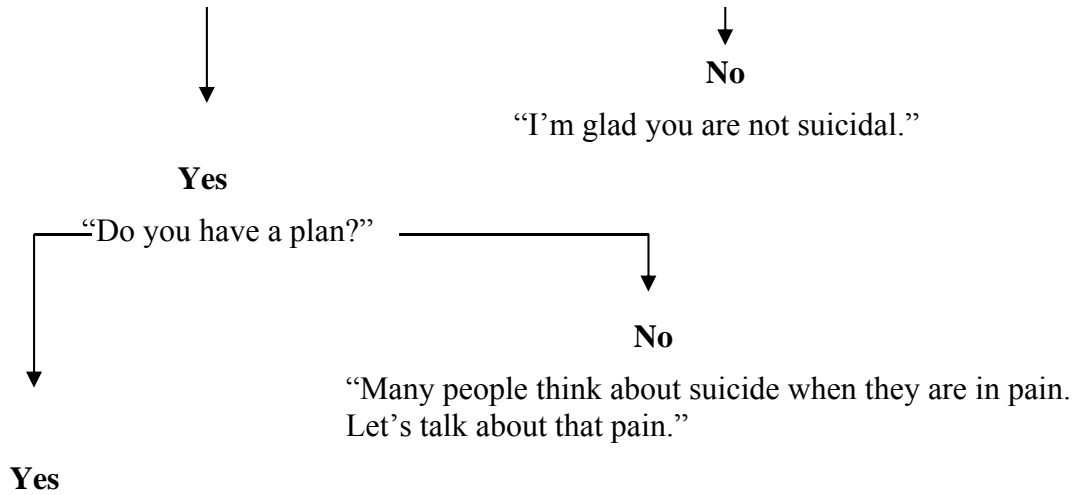 No
“I’m glad you are not suicidal.”
Yes
“Do you have a plan?”
No
“Many people think about suicide when they are in pain.
Let’s talk about that pain.”
Yes